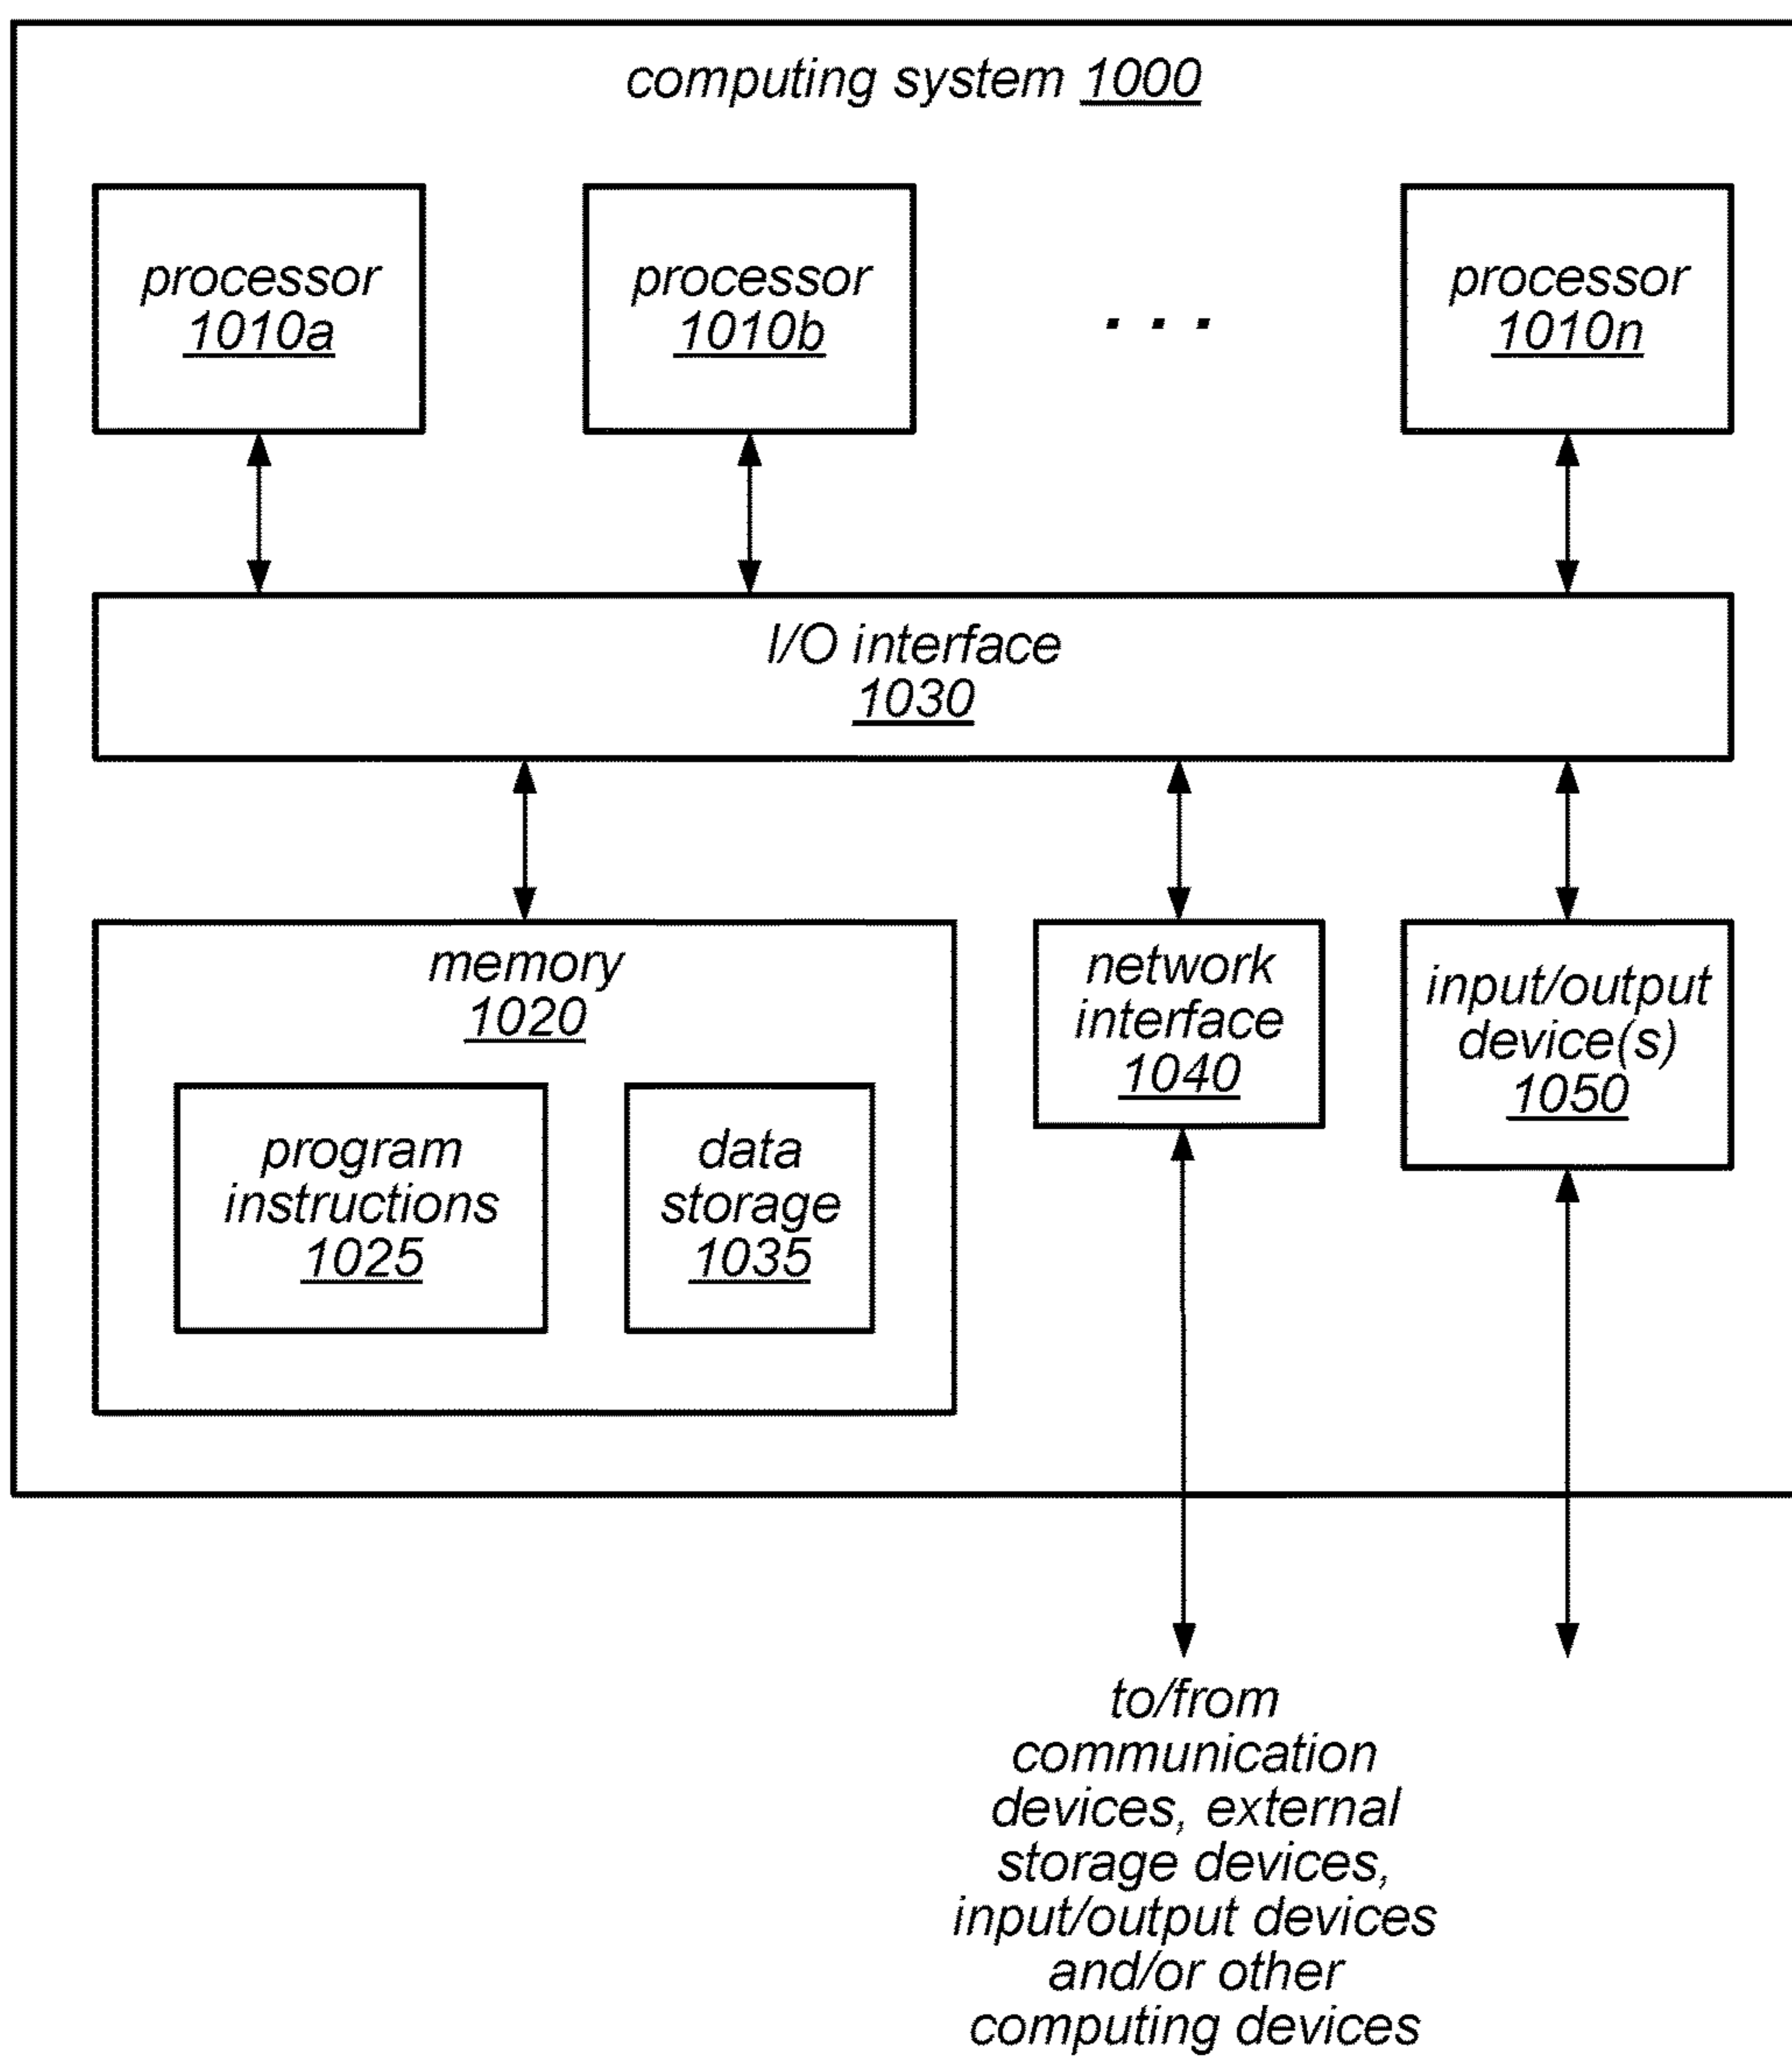 computing system 1000
processor
1010a
processor
1010b
. . .
processor
1010n
I/O interface
1030
memory
1020
program
instructions
1025
data
storage
1035
network
interface
1040
input/output
device(s)
1050
to/from
communication
devices, external
storage devices,
input/output devices
and/or other
computing devices